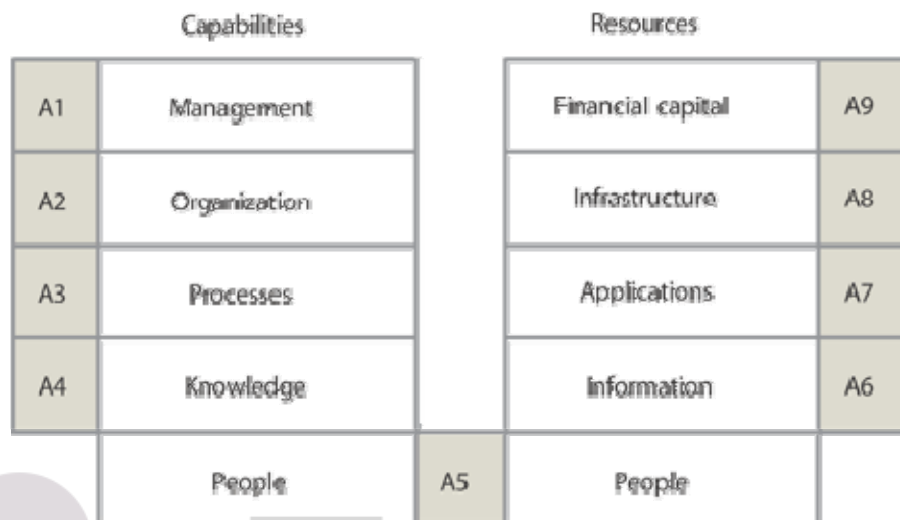 Capabilities Resources
A1 Management Financial capital A9
A2 Organization Infrastructure A8
A3 Processes Applications A7
A4 Knowledge Information A6
People A5 People